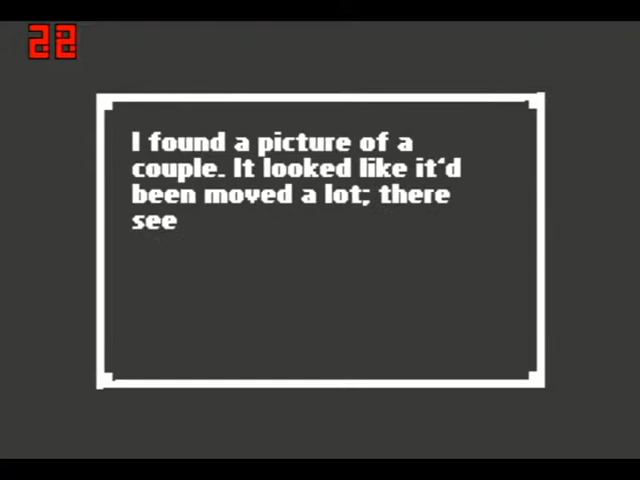 22
I found a picture of a
couple. It looked like it‘d
been moved a lot; there
see